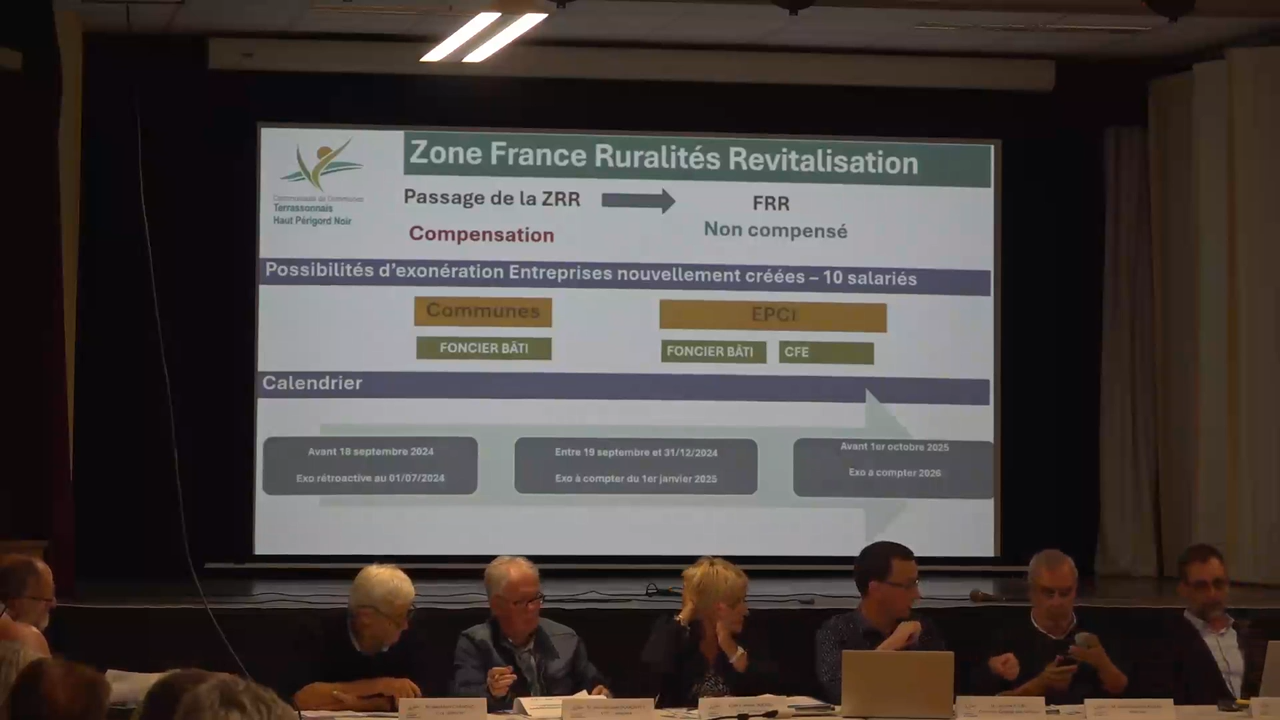 Zone France Ruralités Revitalisation
Communauté de Communes
Terrassonnais
Haut Périgord Noir
Passage de la ZRR
FRR
Compensation
Non compensé
Possibilités d'exonération Entreprises nouvellement créées – 10 salariés
Communes
EPCI
FONCIER BÂTI
FONCIER BÂTI
CFE
Calendrier
Avant 18 septembre 2024
Exo rétroactive au 01/07/2024
Entre 19 septembre et 31/12/2024
Exo à compter du 1er janvier 2025
Avant 1er octobre 2025
Exo à compter 2026